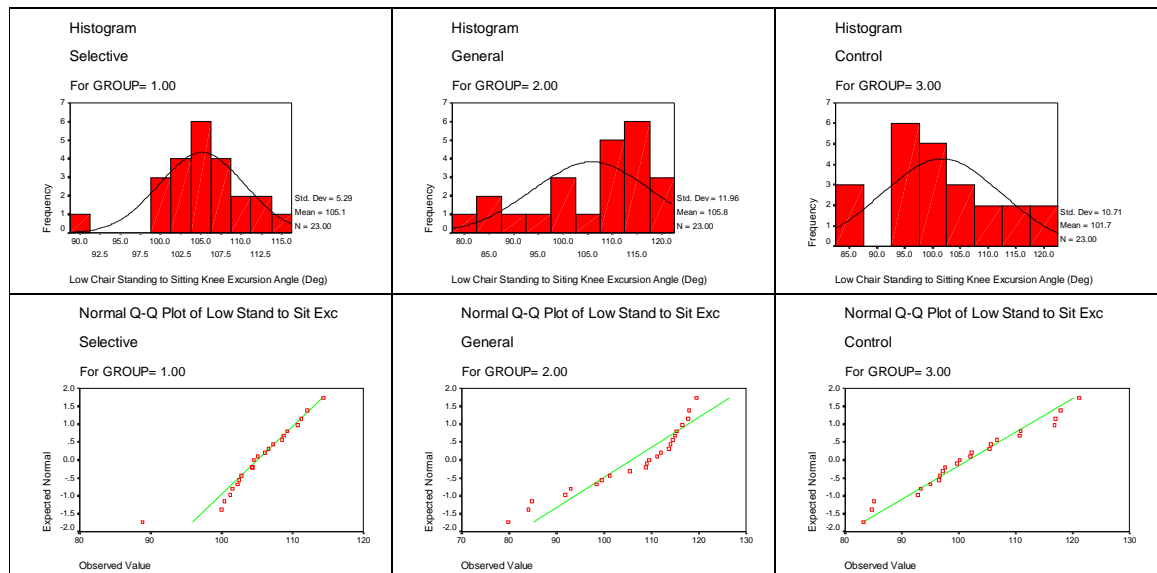 Histogram
Selective
For GROUP= 1.00
7
6
5
4
3
2
1
0
Frequency
90.0 95.0 100.0 105.0 110.0 115.0
92.5 97.5 102.5 107.5 112.5
Std. Dev = 5.29
Mean = 105.1
N = 23.00
Low Chair Standing to Sitting Knee Excursion Angle (Deg)
Histogram
General
For GROUP= 2.00
7
6
5
4
3
2
1
0
Frequency
80.0 90.0 100.0 110.0 120.0
85.0 95.0 105.0 115.0
Std. Dev = 11.96
Mean = 105.8
N = 23.00
Low Chair Standing to Siting Knee Excursion Angle (Deg)
Histogram
Control
For GROUP= 3.00
7
6
5
4
3
2
1
0
Frequency
85.0 90.0 95.0 100.0 105.0 110.0 115.0 120.0
Std. Dev = 10.71
Mean = 101.7
N = 23.00
Low Chair Standing to Siting Knee Excursion Angle (Deg)
Normal Q-Q Plot of Low Stand to Sit Exc
Selective
For GROUP= 1.00
2.0
1.5
1.0
.5
0.0
-.5
-1.0
-1.5
-2.0
Expected Normal
80 90 100 110 120
Observed Value
Normal Q-Q Plot of Low Stand to Sit Exc
General
For GROUP= 2.00
2.0
1.5
1.0
.5
0.0
-.5
-1.0
-1.5
-2.0
Expected Normal
70 80 90 100 110 120 130
Observed Value
Normal Q-Q Plot of Low Stand to Sit Exc
Control
For GROUP= 3.00
2.0
1.5
1.0
.5
0.0
-.5
-1.0
-1.5
-2.0
Expected Normal
80 90 100 110 120 130
Observed Value